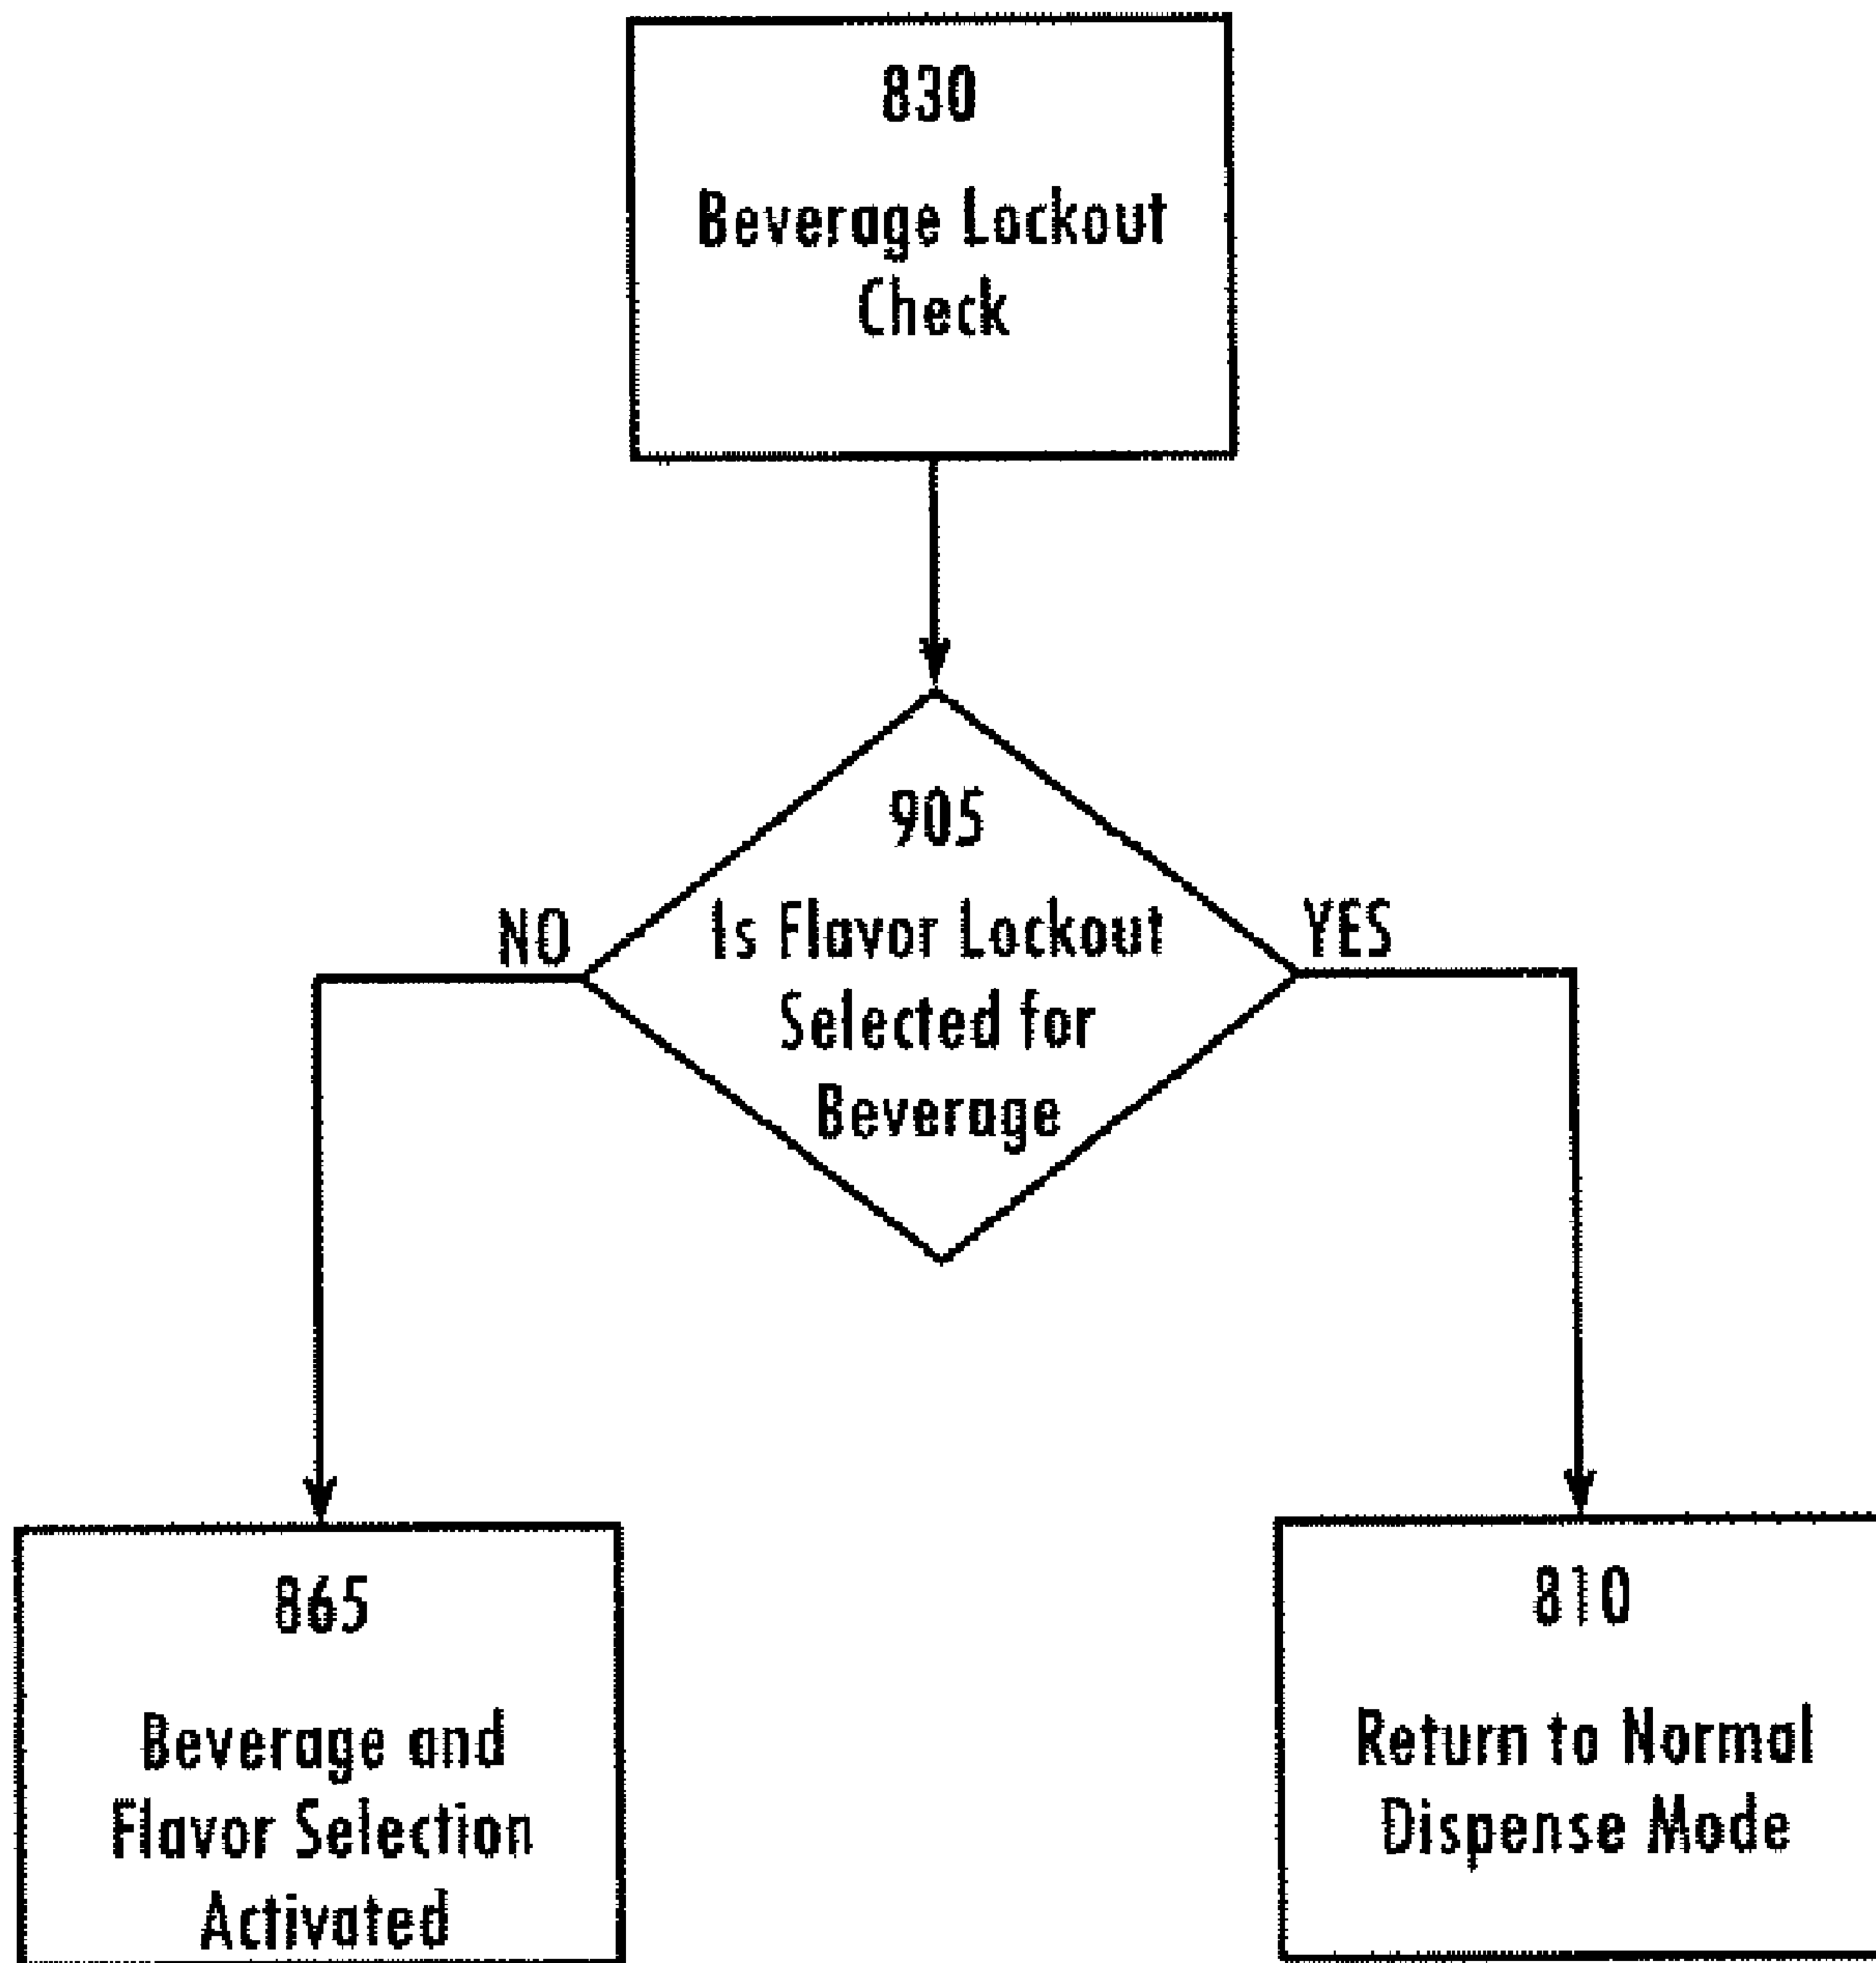 830
Beverage Lockout
Check
905
NO
Is Flavor Lockout
YES
Selected for
Beverage
865
Beverage and
Flavor Selection
Activated
810
Return to Normal
Dispense Mode